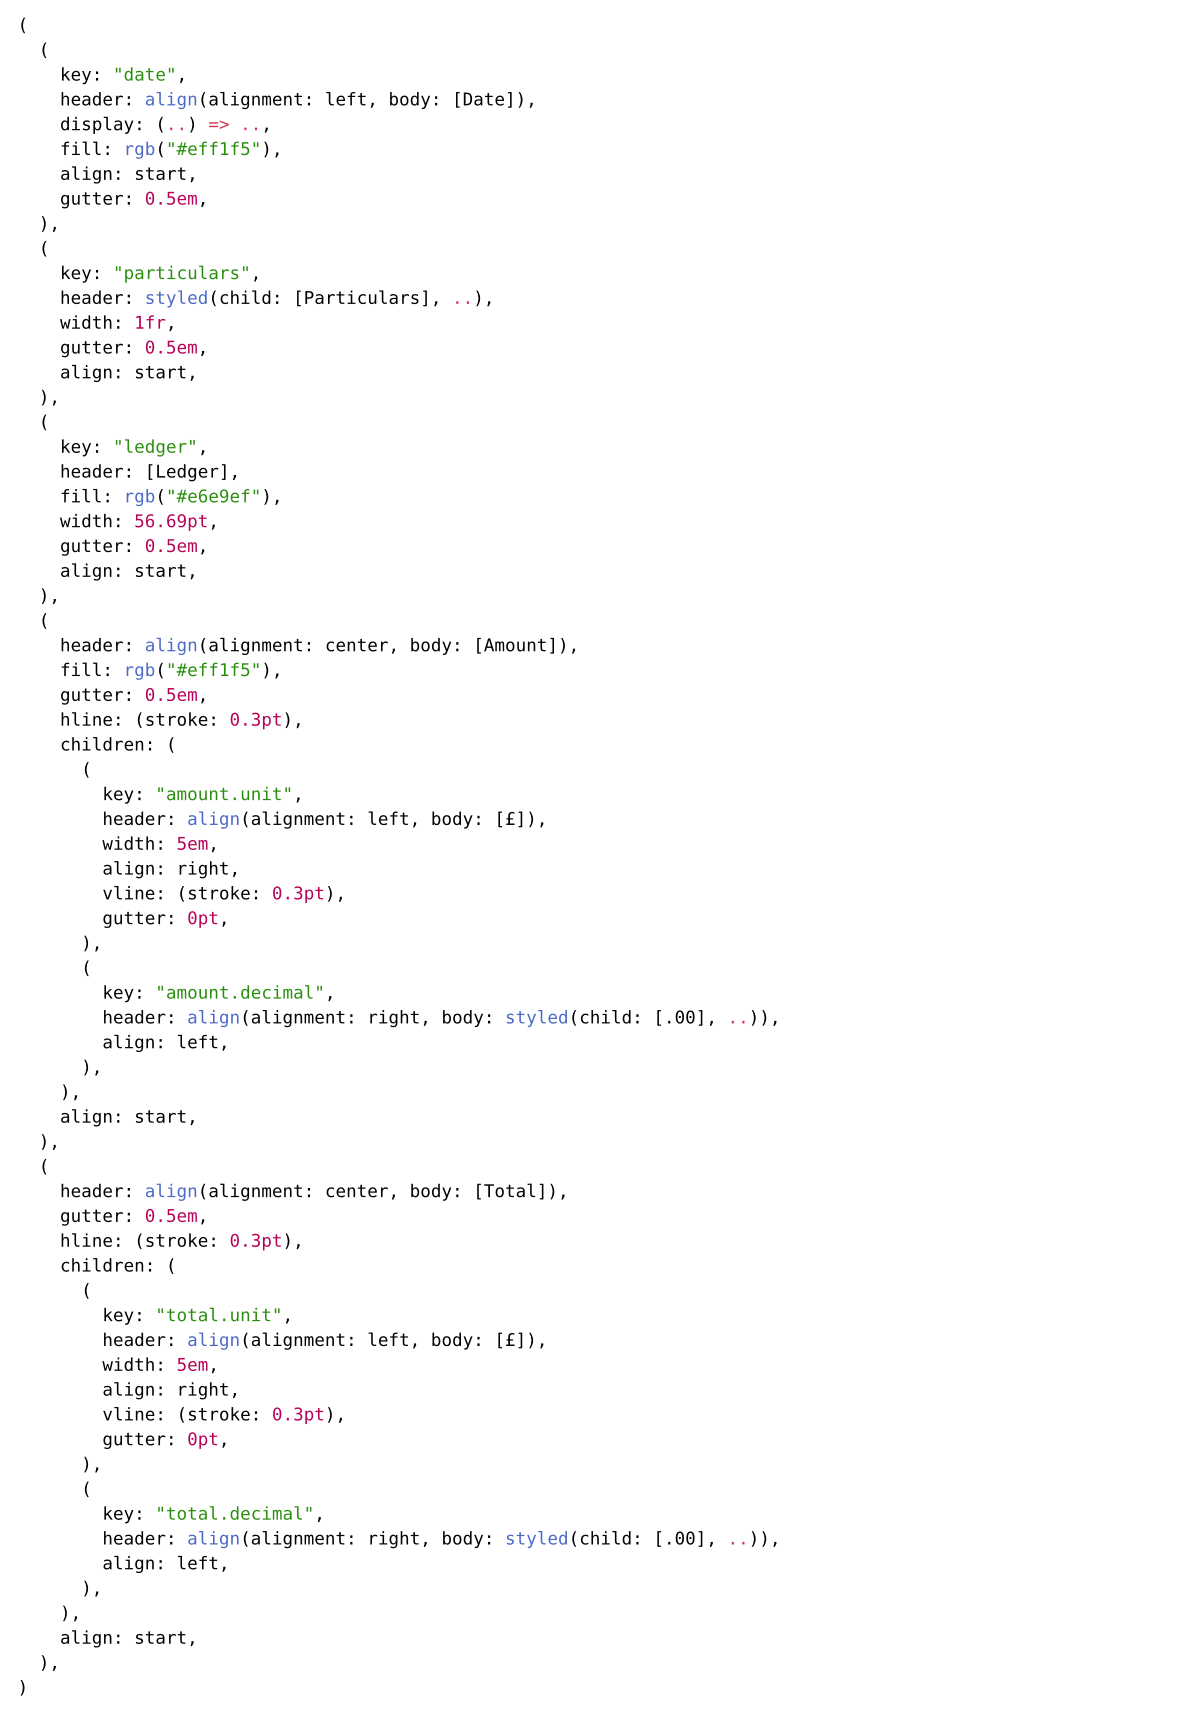 (
  (
    key: "date",
    header: align(alignment: left, body: [Date]),
    display: (..) => ..,
    fill: rgb("#eff1f5"),
    align: start,
    gutter: 0.5em,
  ),
  (
    key: "particulars",
    header: styled(child: [Particulars], ..),
    width: 1fr,
    gutter: 0.5em,
    align: start,
  ),
  (
    key: "ledger",
    header: [Ledger],
    fill: rgb("#e6e9ef"),
    width: 56.69pt,
    gutter: 0.5em,
    align: start,
  ),
  (
    header: align(alignment: center, body: [Amount]),
    fill: rgb("#eff1f5"),
    gutter: 0.5em,
    hline: (stroke: 0.3pt),
    children: (
      (
        key: "amount.unit",
        header: align(alignment: left, body: [£]),
        width: 5em,
        align: right,
        vline: (stroke: 0.3pt),
        gutter: 0pt,
      ),
      (
        key: "amount.decimal",
        header: align(alignment: right, body: styled(child: [.00], ..)),
        align: left,
      ),
    ),
    align: start,
  ),
  (
    header: align(alignment: center, body: [Total]),
    gutter: 0.5em,
    hline: (stroke: 0.3pt),
    children: (
      (
        key: "total.unit",
        header: align(alignment: left, body: [£]),
        width: 5em,
        align: right,
        vline: (stroke: 0.3pt),
        gutter: 0pt,
      ),
      (
        key: "total.decimal",
        header: align(alignment: right, body: styled(child: [.00], ..)),
        align: left,
      ),
    ),
    align: start,
  ),
)